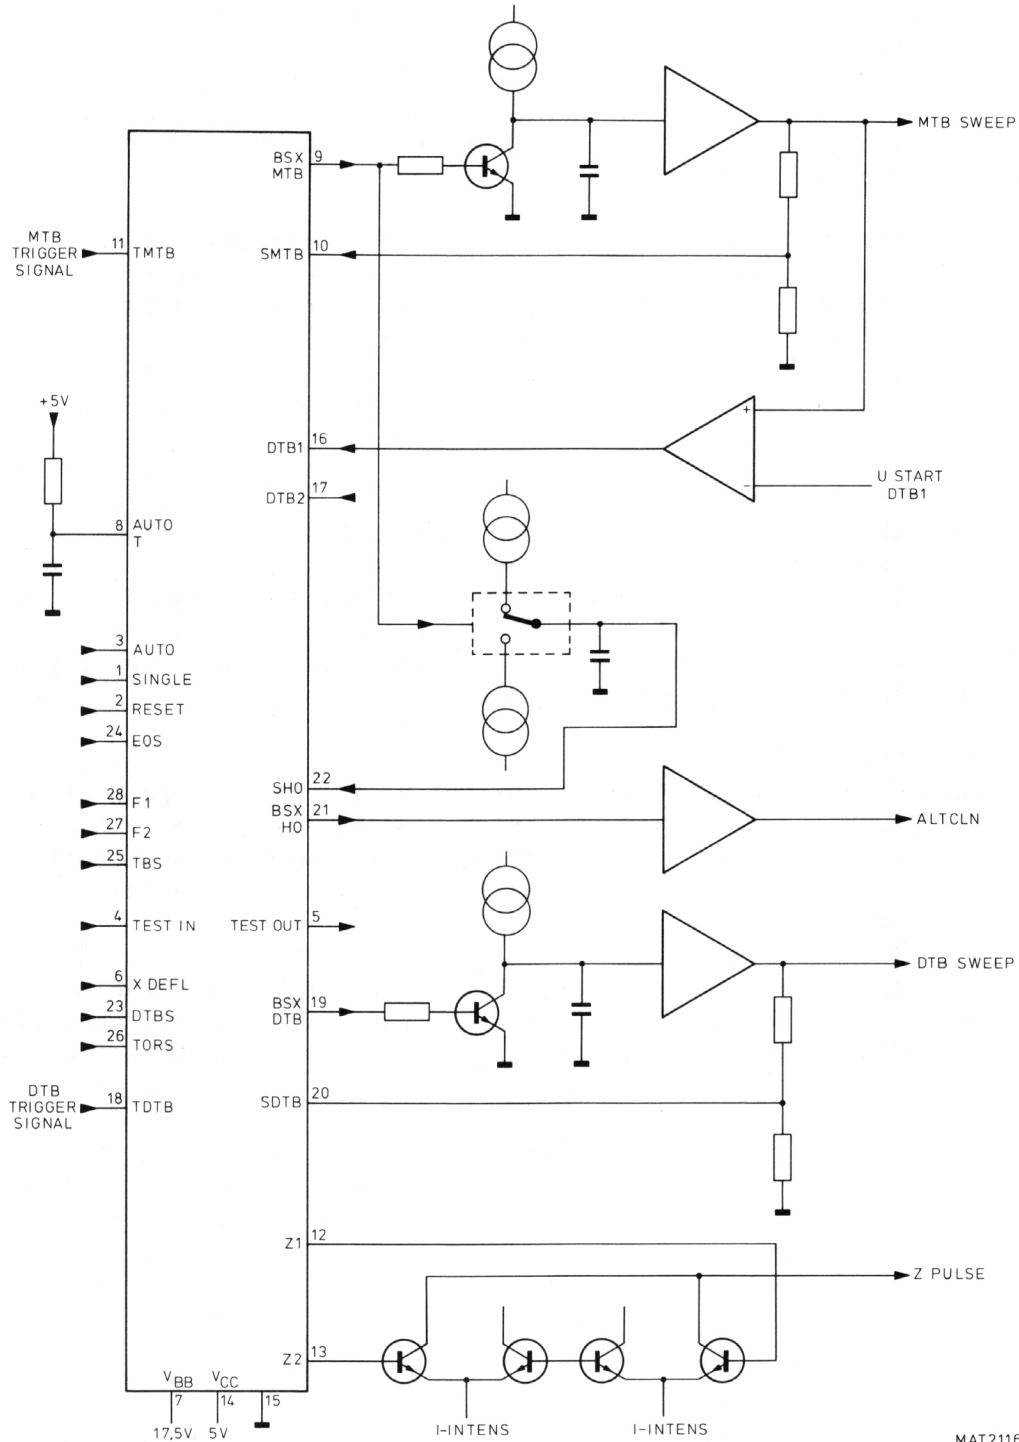 BSX
MTB
9
MTB SWEEP
MTB
TRIGGER
SIGNAL
11
TMTB
SMTB
10
+5V
DTB1
16
+
-
U START
DTB1
DTB2
17
8
AUTO
T
3
AUTO
1
SINGLE
2
RESET
24
EOS
28
F1
27
F2
25
TBS
SHO
22
BSX
HO
21
ALTCLN
4
TEST IN
TEST OUT
5
6
X DEFL
23
DTBS
26
TORS
BSX
DTB
19
DTB SWEEP
DTB
TRIGGER
SIGNAL
18
TDTB
SDTB
20
Z1
12
Z PULSE
Z2
13
VBB
VCC
7
14
15
17,5V
5V
I-INTENS
I-INTENS
MAT2116